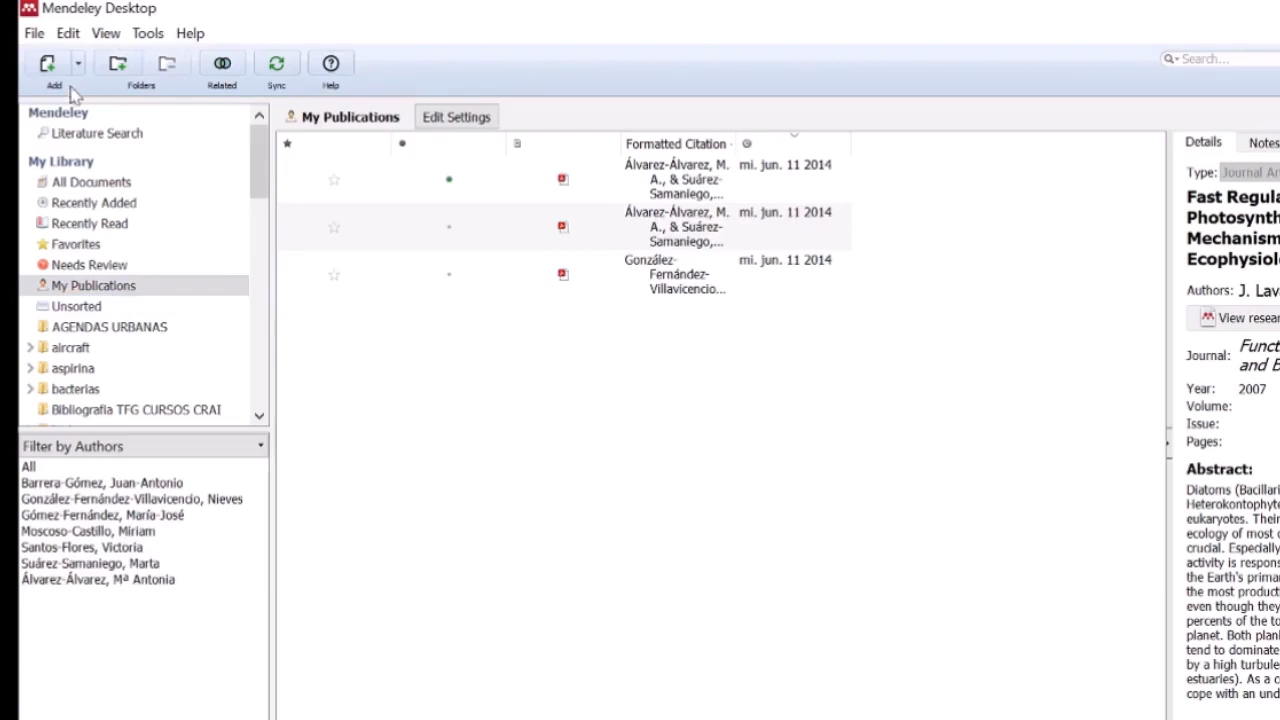 Mendeley Desktop
File Edit View Tools Help
Add Folders Related Sync Help
Search...
Mendeley
Literature Search
My Library
All Documents
Recently Added
Recently Read
Favorites
Needs Review
My Publications
Unsorted
AGENDAS URBANAS
aircraft
aspirina
bacterias
Bibliografia TFG CURSOS CRAI
Filter by Authors
All
Barrera-Gómez, Juan-Antonio
González-Fernández-Villavicencio, Nieves
Gómez-Fernández, María-José
Moscoso-Castillo, Miriam
Santos-Flores, Victoria
Suárez-Samaniego, Marta
Álvarez-Álvarez, Mª Antonia
My Publications Edit Settings
Formatted Citation
Álvarez-Álvarez, M. mi. jun. 11 2014
A., & Suárez-
Samaniego,...
Álvarez-Álvarez, M. mi. jun. 11 2014
A., & Suárez-
Samaniego,...
González- mi. jun. 11 2014
Fernández-
Villavicencio...
Details Notes
Type: Journal Ar
Fast Regula
Photosynth
Mechanism
Ecophysiolo
Authors: J. Lav
View resear
Journal: Funct
and B
Year: 2007
Volume:
Issue:
Pages:
Abstract:
Diatoms (Bacillari
Heterokontophyte
eukaryotes. Their
ecology of most o
crucial. Especially
activity is respons
the Earth's prima
the most producti
even though they
percents of the to
planet. Both plank
tend to dominate
by a high turbule
estuaries). As a c
cope with an und